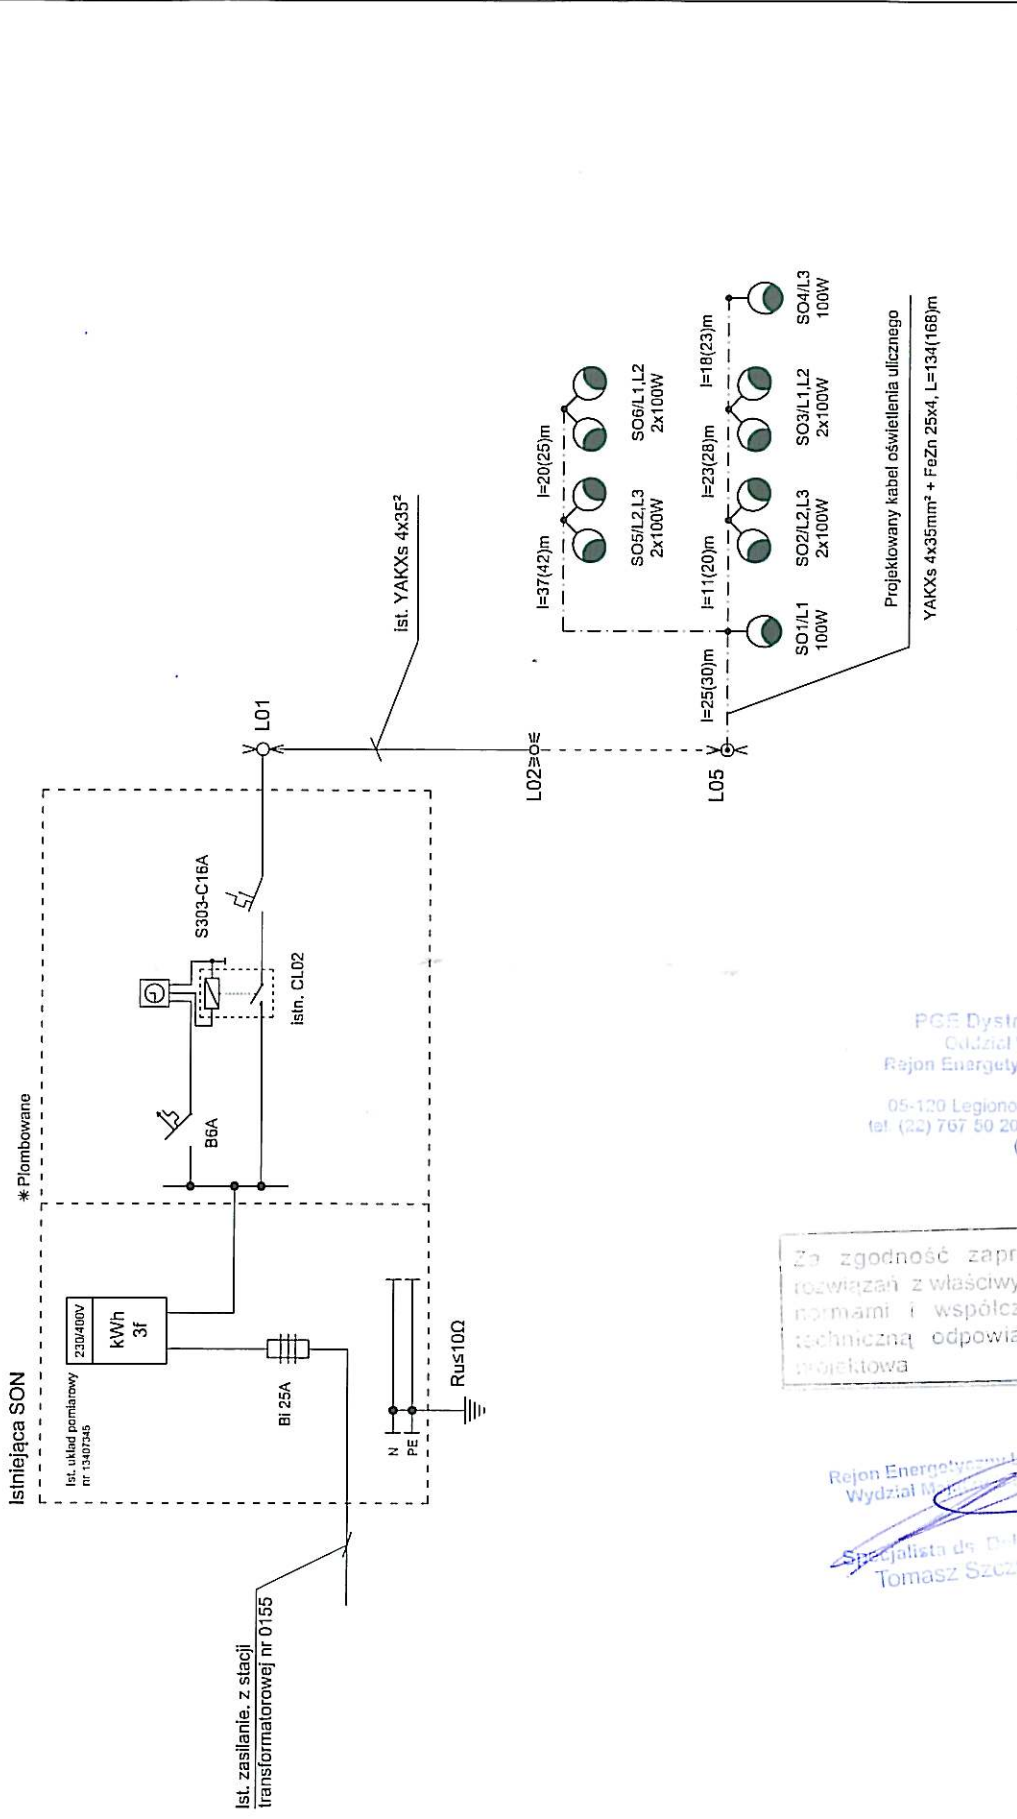 Istniejąca SON
✱ Plombowane
Ist. układ pomiarowy
nr 13407345
230/400V
kWh
3f
Bi 25A
N
PE
Ru≤10Ω
Ist. zasilanie. z stacji
transformatorowej nr 0155
B6A
S303-C16A
istn. CL02
L01
ist. YAKXs 4x35²
L02
L05
l=37(42)m
l=20(25)m
SO5/L2,L3
2x100W
SO6/L1,L2
2x100W
l=25(30)m
l=11(20)m
l=23(28)m
l=18(23)m
SO1/L1
100W
SO2/L2,L3
2x100W
SO3/L1,L2
2x100W
SO4/L3
100W
Projektowany kabel oświetlenia ulicznego
YAKXs 4x35mm² + FeZn 25x4, L=134(168)m
PGE Dystr
Oddział
Rejon Energety
05-120 Legiono
tel. (22) 767 50 20
(
Za zgodność zapr
rozwiązań z właściwy
normami i współcz
techniczną odpowia
projektowa
Rejon Energetyczny
Wydział
Specjalista ds.
Tomasz Szcz